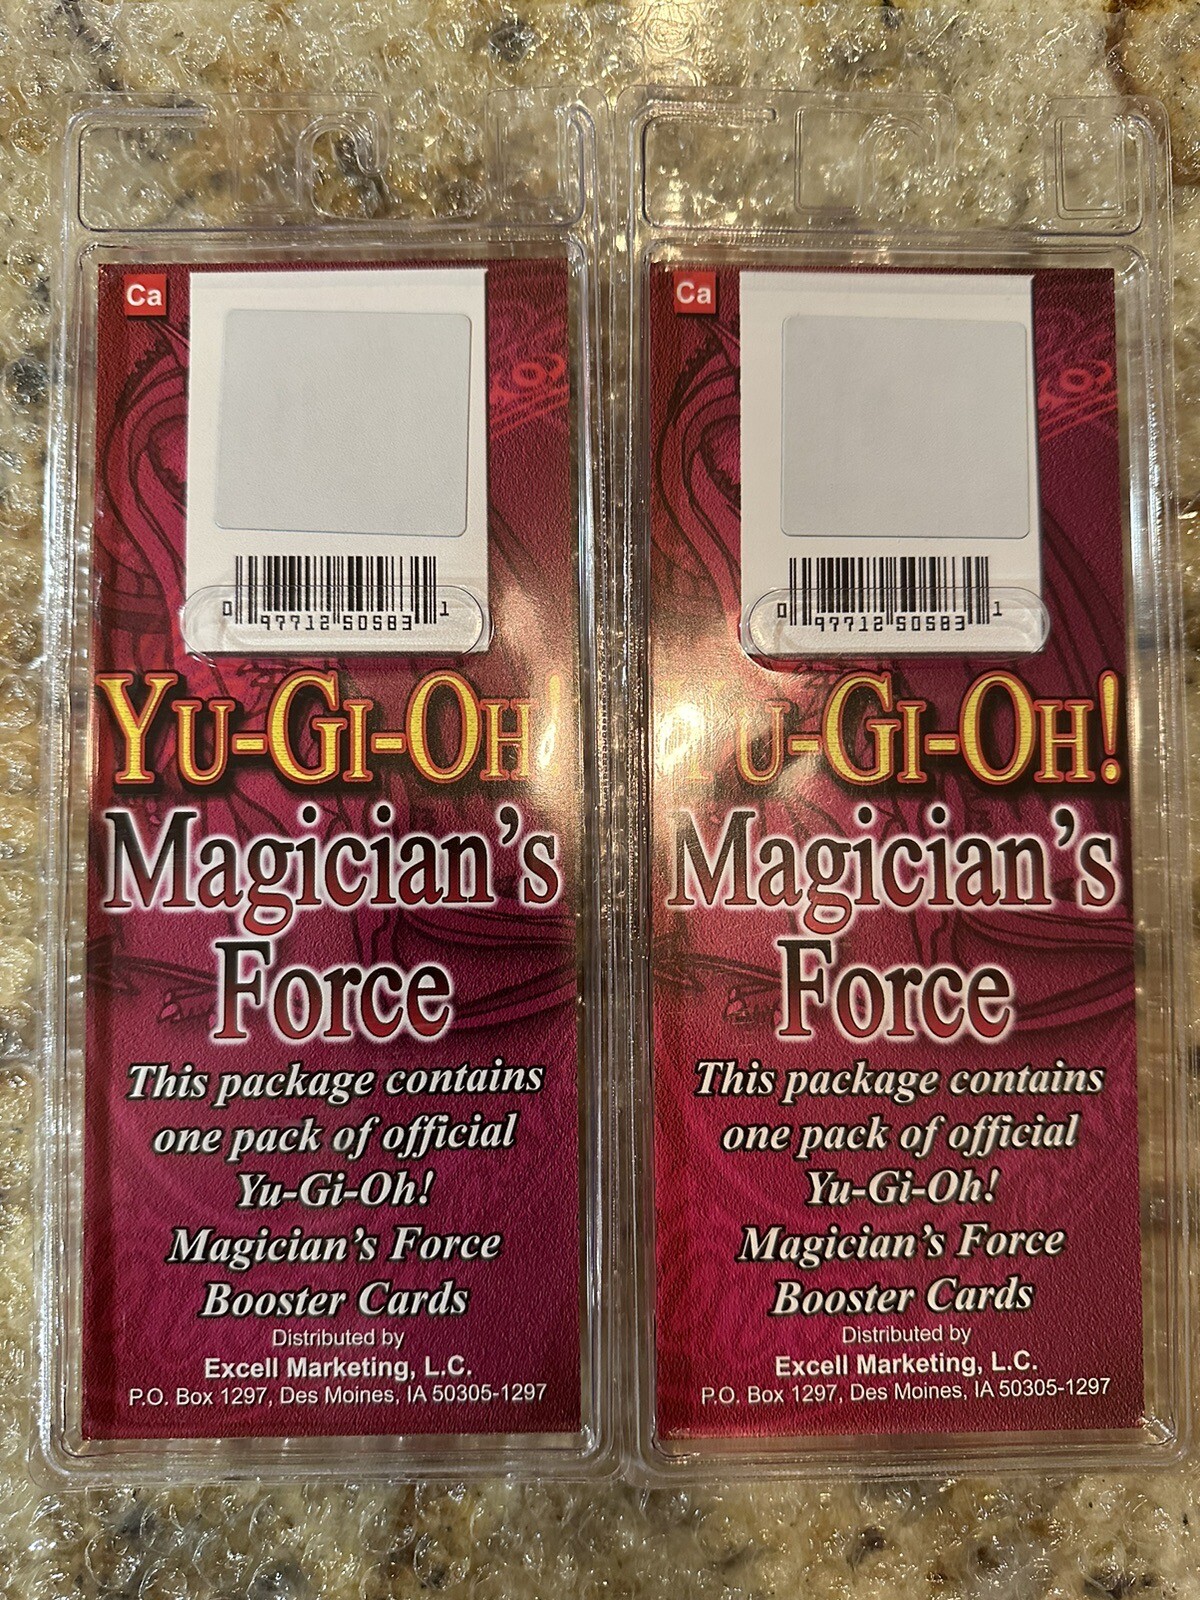 Ca
0 97712 50583 1
Yu-Gi-Oh!
Magician's
Force
This package contains
one pack of official
Yu-Gi-Oh!
Magician's Force
Booster Cards
Distributed by
Excell Marketing, L.C.
P.O. Box 1297, Des Moines, IA 50305-1297
Ca
0 97712 50583 1
Yu-Gi-Oh!
Magician's
Force
This package contains
one pack of official
Yu-Gi-Oh!
Magician's Force
Booster Cards
Distributed by
Excell Marketing, L.C.
P.O. Box 1297, Des Moines, IA 50305-1297